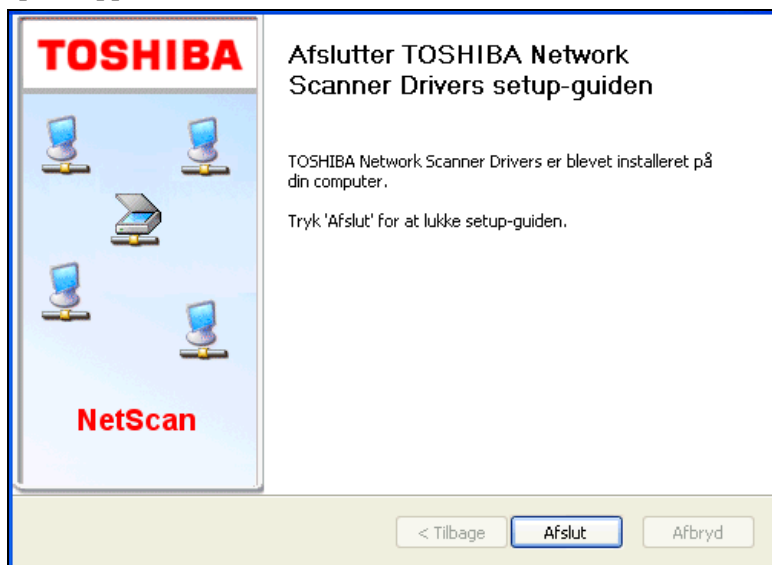 TOSHIBA
NetScan
Afslutter TOSHIBA Network
Scanner Drivers setup-guiden
TOSHIBA Network Scanner Drivers er blevet installeret på
din computer.
Tryk 'Afslut' for at lukke setup-guiden.
< Tilbage
Afslut
Afbryd